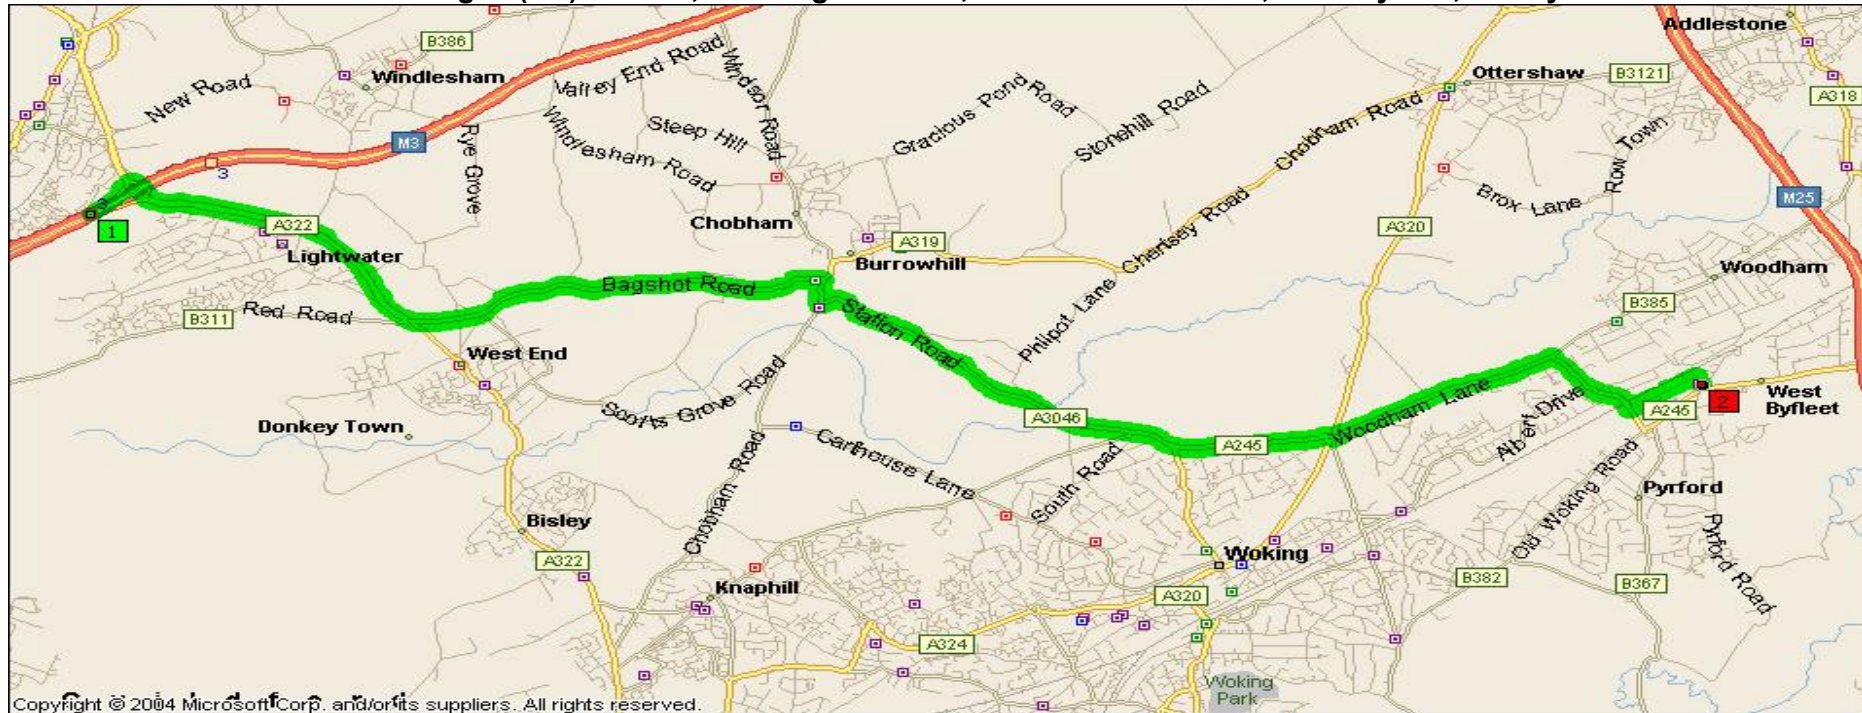 Addlestone
B386
Windlesham
Valley End Road
Windsor Road
New Road
Ottershaw
B3121
A318
M3
Rye Grove
Steep Hill
Windlesham Road
Gracious Pond Road
Stonehill Road
Chobham Road
Row Town
3
Brox Lane
M25
1
A322
Chobham
A319
Chertsey Road
A320
Lightwater
Burrowhill
Woodham
B311
Red Road
Bagshot Road
Station Road
Philpot Lane
B385
West End
Scotts Grove Road
Woodham Lane
Albert Drive
2
West
Byfleet
A245
A3046
Donkey Town
Carthouse Lane
A245
South Road
Old Woking Road
Pyrford
Chobham Road
Bisley
A322
Woking
Pyrford Road
Knaphill
A320
B382
B367
A324
Woking
Park
Copyright © 2004 Microsoft Corp. and/or its suppliers. All rights reserved.